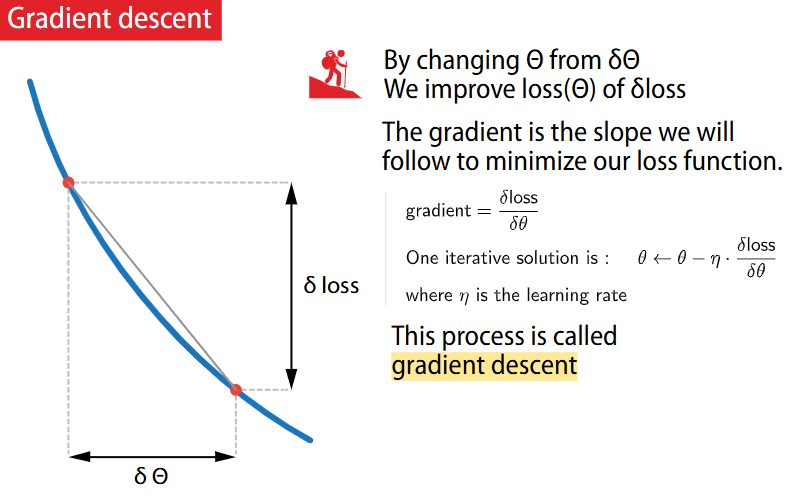 Gradient descent
By changing Θ from δΘ
We improve loss(Θ) of δloss
The gradient is the slope we will
follow to minimize our loss function.
gradient = δloss/δθ
One iterative solution is : θ ← θ − η · δloss/δθ
where η is the learning rate
This process is called
gradient descent
δ loss
δ Θ